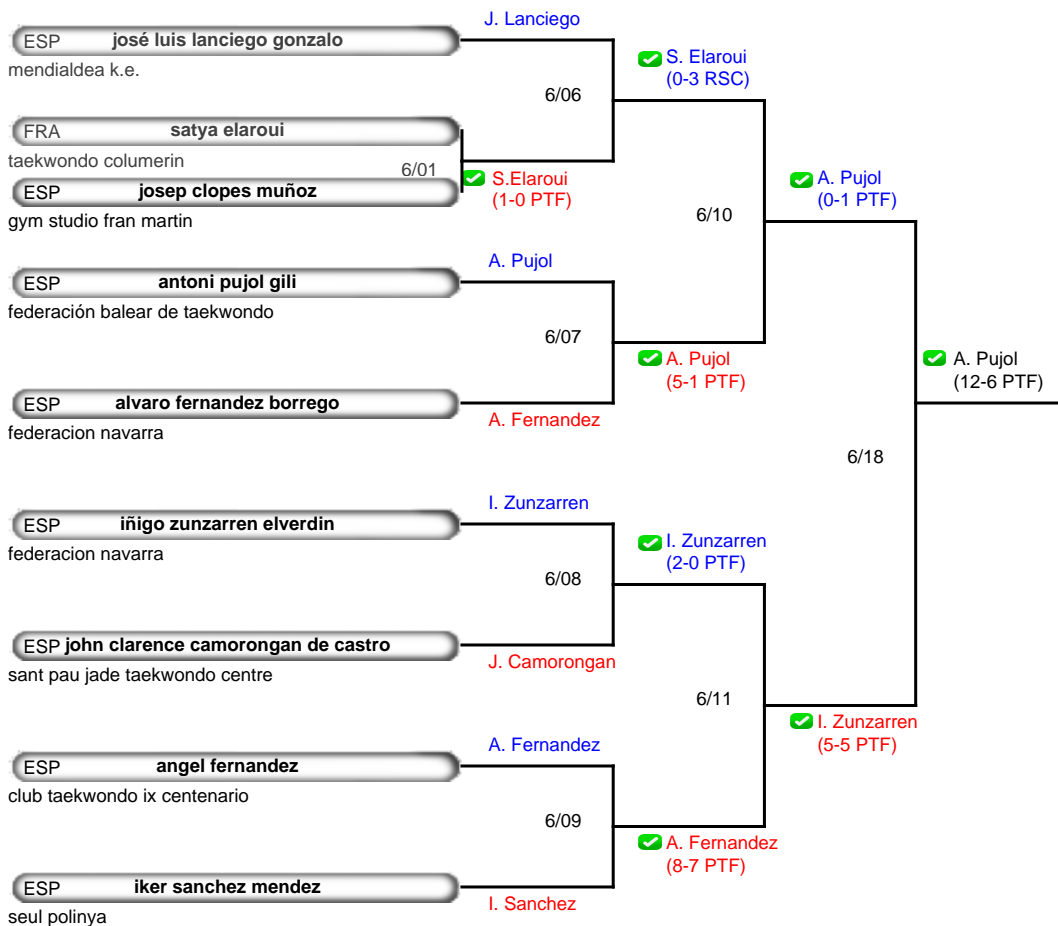 J. Lanciego
ESP josé luis lanciego gonzalo
mendialdea k.e.
S. Elaroui
(0-3 RSC)
6/06
FRA satya elaroui
taekwondo columerin
6/01
S.Elaroui
(1-0 PTF)
ESP josep clopes muñoz
gym studio fran martin
A. Pujol
(0-1 PTF)
6/10
A. Pujol
ESP antoni pujol gili
federación balear de taekwondo
6/07
A. Pujol
(5-1 PTF)
A. Pujol
(12-6 PTF)
ESP alvaro fernandez borrego
federacion navarra
A. Fernandez
6/18
I. Zunzarren
ESP iñigo zunzarren elverdin
federacion navarra
I. Zunzarren
(2-0 PTF)
6/08
ESP john clarence camorongan de castro
sant pau jade taekwondo centre
J. Camorongan
6/11
I. Zunzarren
(5-5 PTF)
A. Fernandez
ESP angel fernandez
club taekwondo ix centenario
6/09
A. Fernandez
(8-7 PTF)
ESP iker sanchez mendez
seul polinya
I. Sanchez